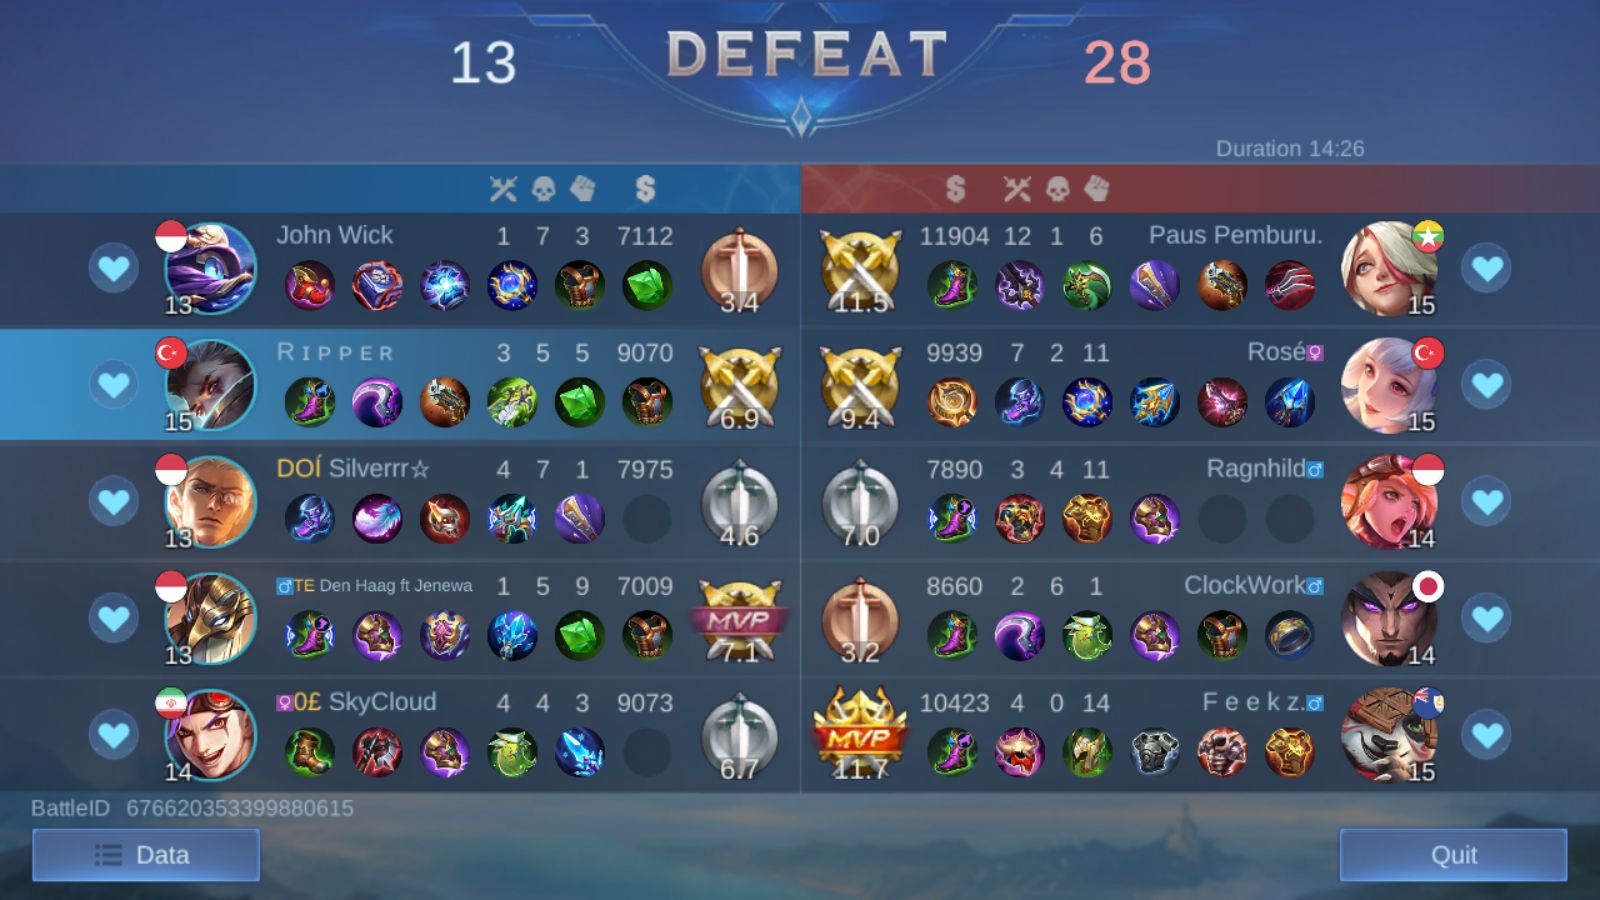 13 DEFEAT 28
Duration 14:26
John Wick 1 7 3 7112
13 3.4
11904 12 1 6 Paus Pemburu.
11.5 15
RIPPER 3 5 5 9070
15 6.9
9939 7 2 11 Rosé♀
9.4 15
DOÍ Silverrr☆ 4 7 1 7975
13 4.6
7890 3 4 11 Ragnhild♂
7.0 14
♂TE Den Haag ft Jenewa 1 5 9 7009
13 MVP 7.1
8660 2 6 1 ClockWork♂
3.2 14
♀0£ SkyCloud 4 4 3 9073
14 6.7
10423 4 0 14 F e e k z.♂
MVP 11.7 15
BattleID 676620353399880615
Data Quit